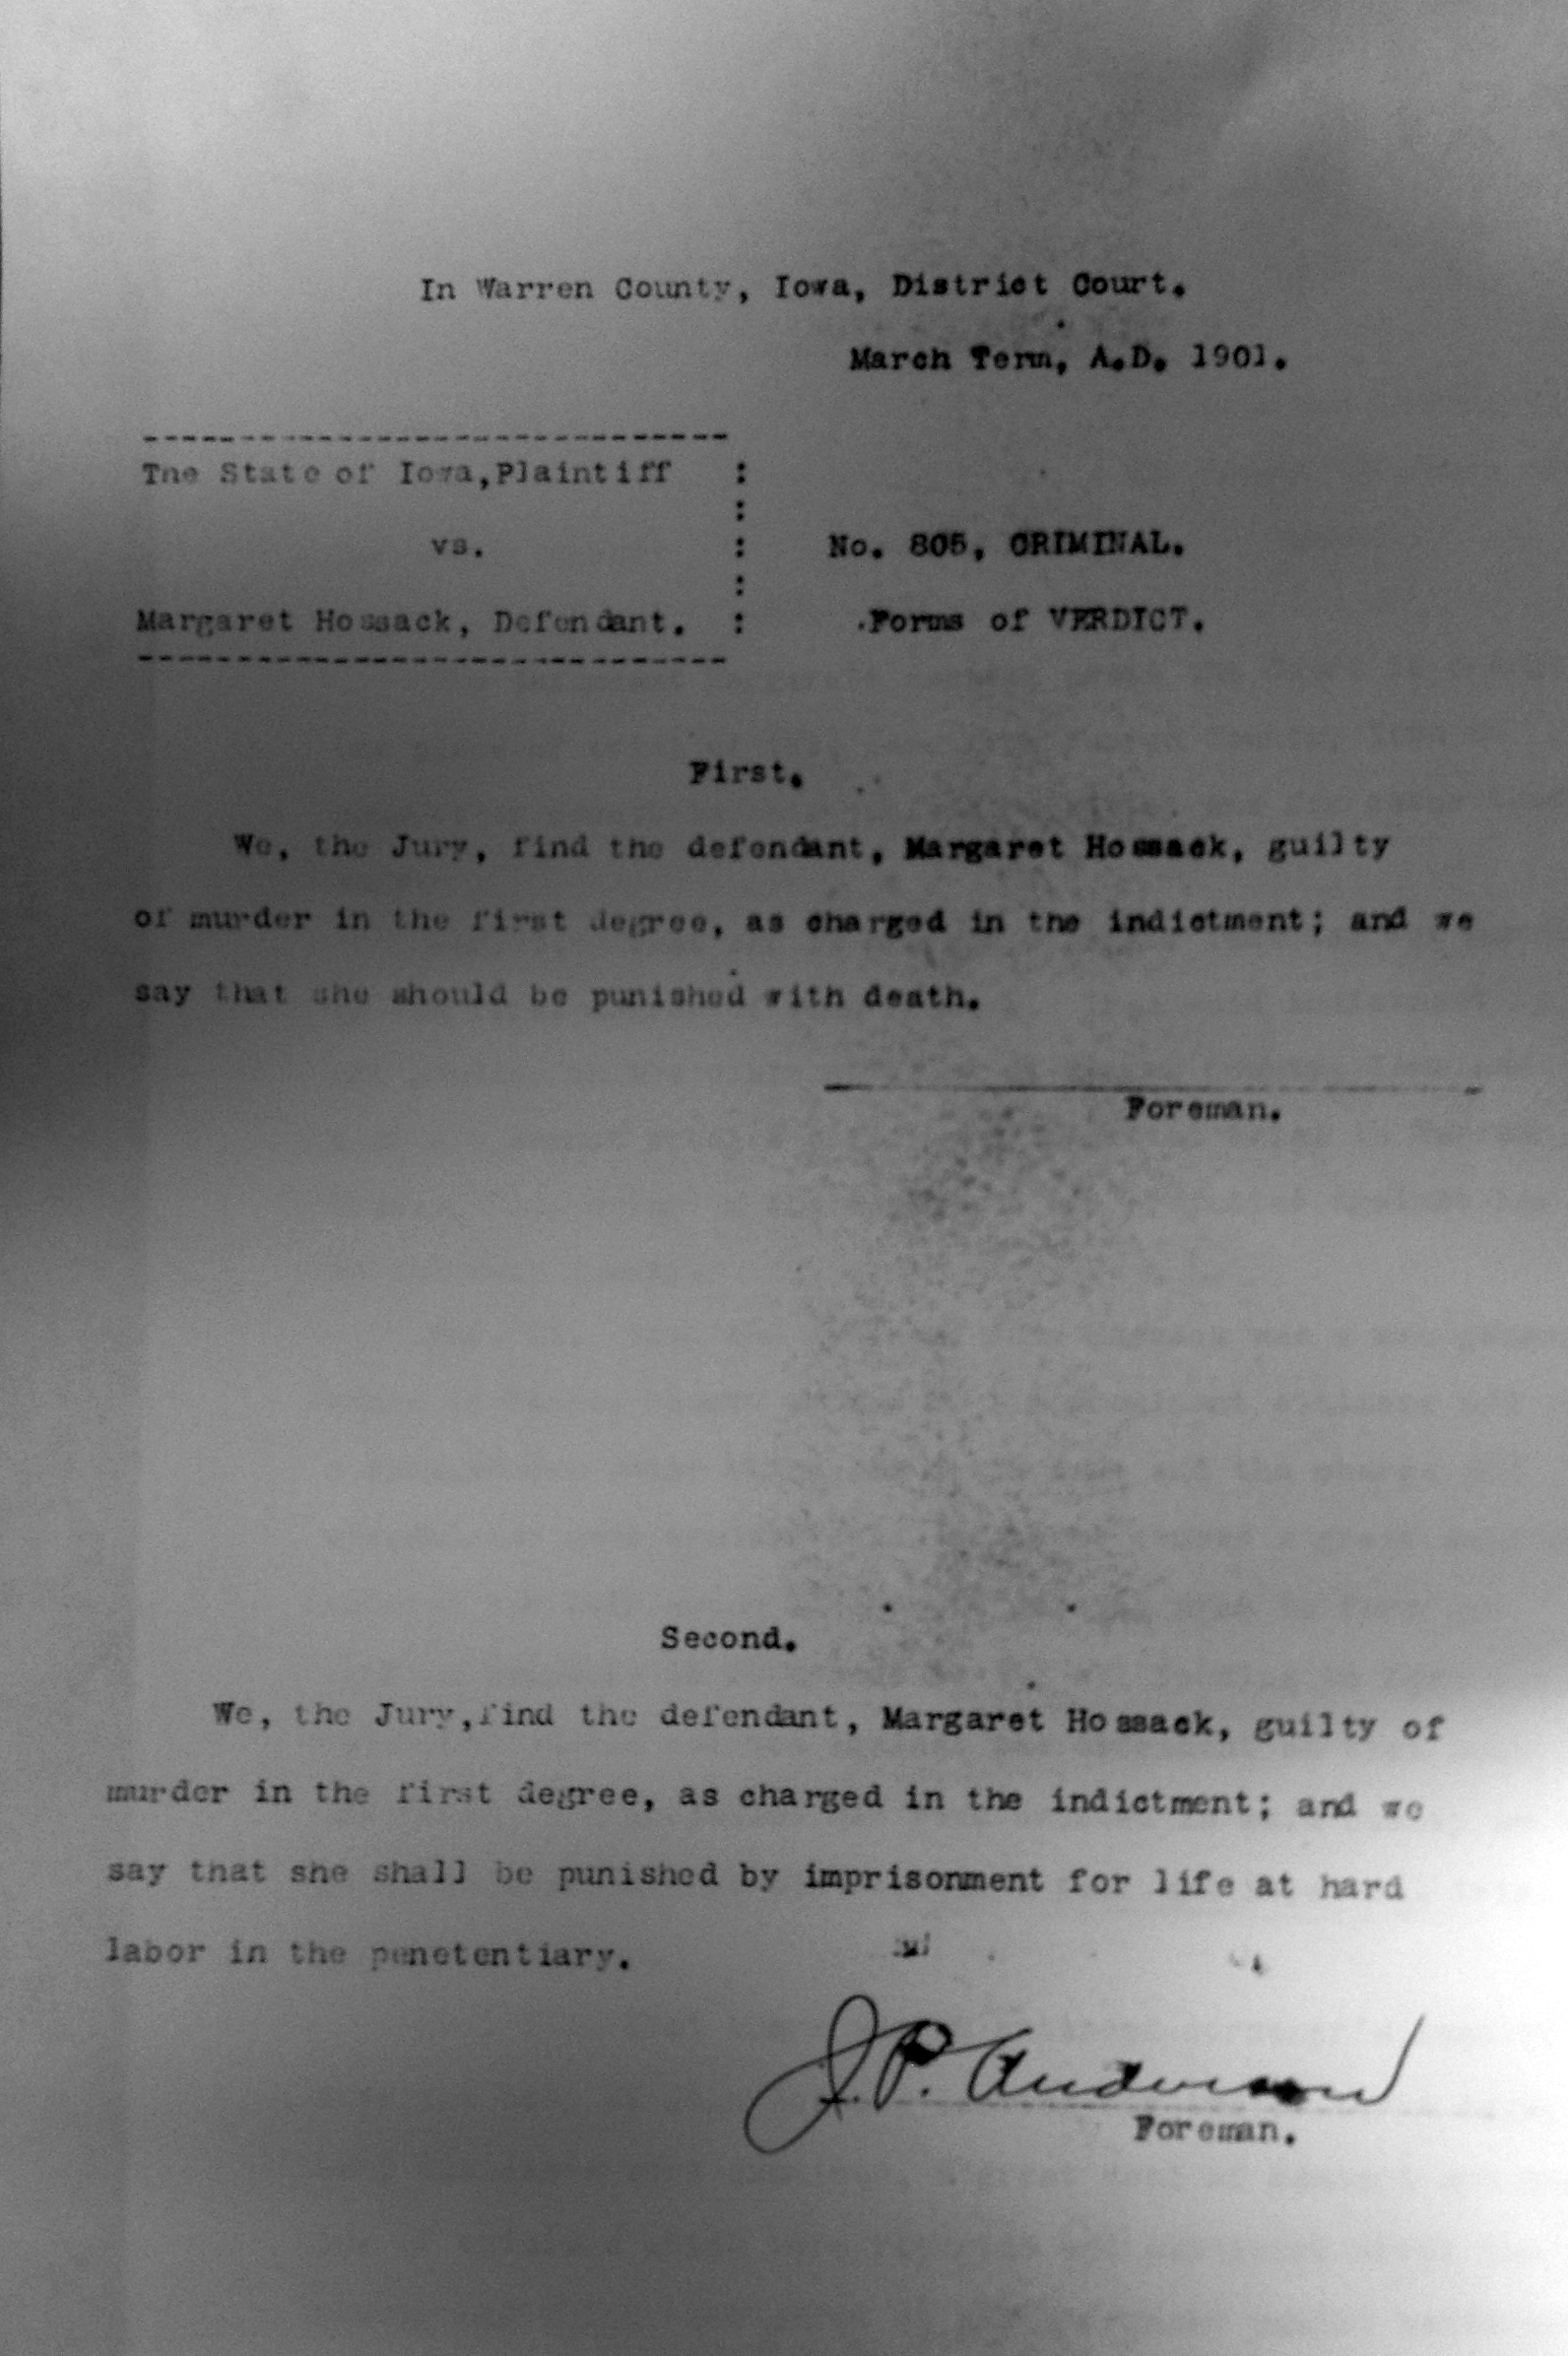 In Warren County, Iowa, District Court.
March Term, A.D. 1901.
The State of Iowa,Plaintiff :
:
vs. : No. 805, CRIMINAL.
:
Margaret Hossack, Defendant. : Forms of VERDICT.
First.
We, the Jury, find the defendant, Margaret Hossack, guilty
of murder in the first degree, as charged in the indictment; and we
say that she should be punished with death.
Foreman.
Second.
We, the Jury,find the defendant, Margaret Hossack, guilty of
murder in the first degree, as charged in the indictment; and we
say that she shall be punished by imprisonment for life at hard
labor in the penetentiary.
J.P. Anderson
Foreman.